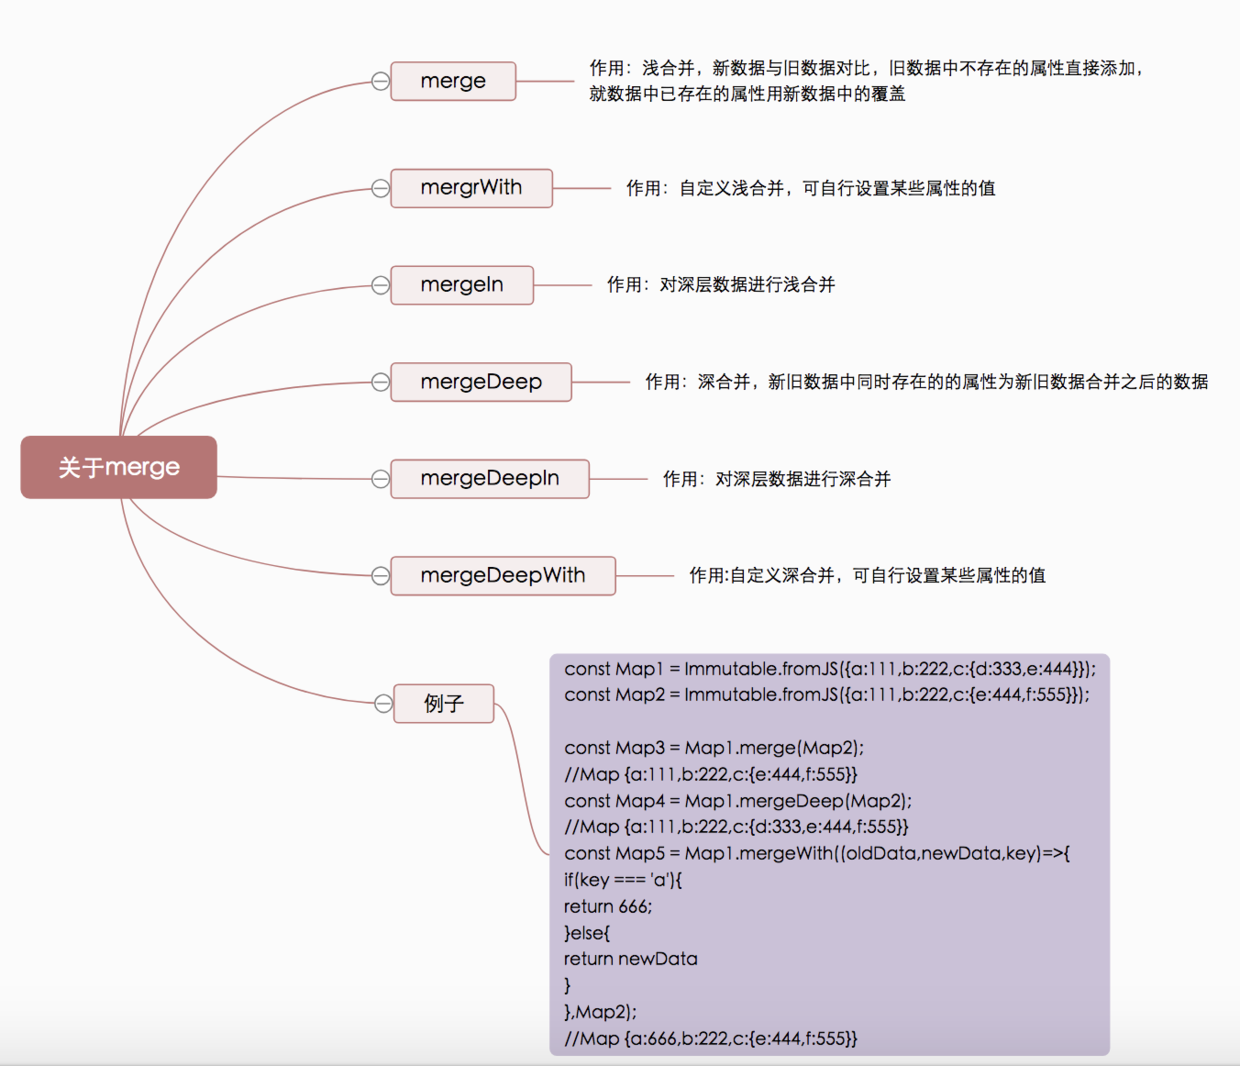 merge
作用：浅合并，新数据与旧数据对比，旧数据中不存在的属性直接添加，
就数据中已存在的属性用新数据中的覆盖
mergrWith
作用：自定义浅合并，可自行设置某些属性的值
mergeIn
作用：对深层数据进行浅合并
mergeDeep
作用：深合并，新旧数据中同时存在的的属性为新旧数据合并之后的数据
关于merge
mergeDeepIn
作用：对深层数据进行深合并
mergeDeepWith
作用:自定义深合并，可自行设置某些属性的值
例子
const Map1 = Immutable.fromJS({a:111,b:222,c:{d:333,e:444}});
const Map2 = Immutable.fromJS({a:111,b:222,c:{e:444,f:555}});
const Map3 = Map1.merge(Map2);
//Map {a:111,b:222,c:{e:444,f:555}}
const Map4 = Map1.mergeDeep(Map2);
//Map {a:111,b:222,c:{d:333,e:444,f:555}}
const Map5 = Map1.mergeWith((oldData,newData,key)=>{
if(key === 'a'){
return 666;
}else{
return newData
}
},Map2);
//Map {a:666,b:222,c:{e:444,f:555}}